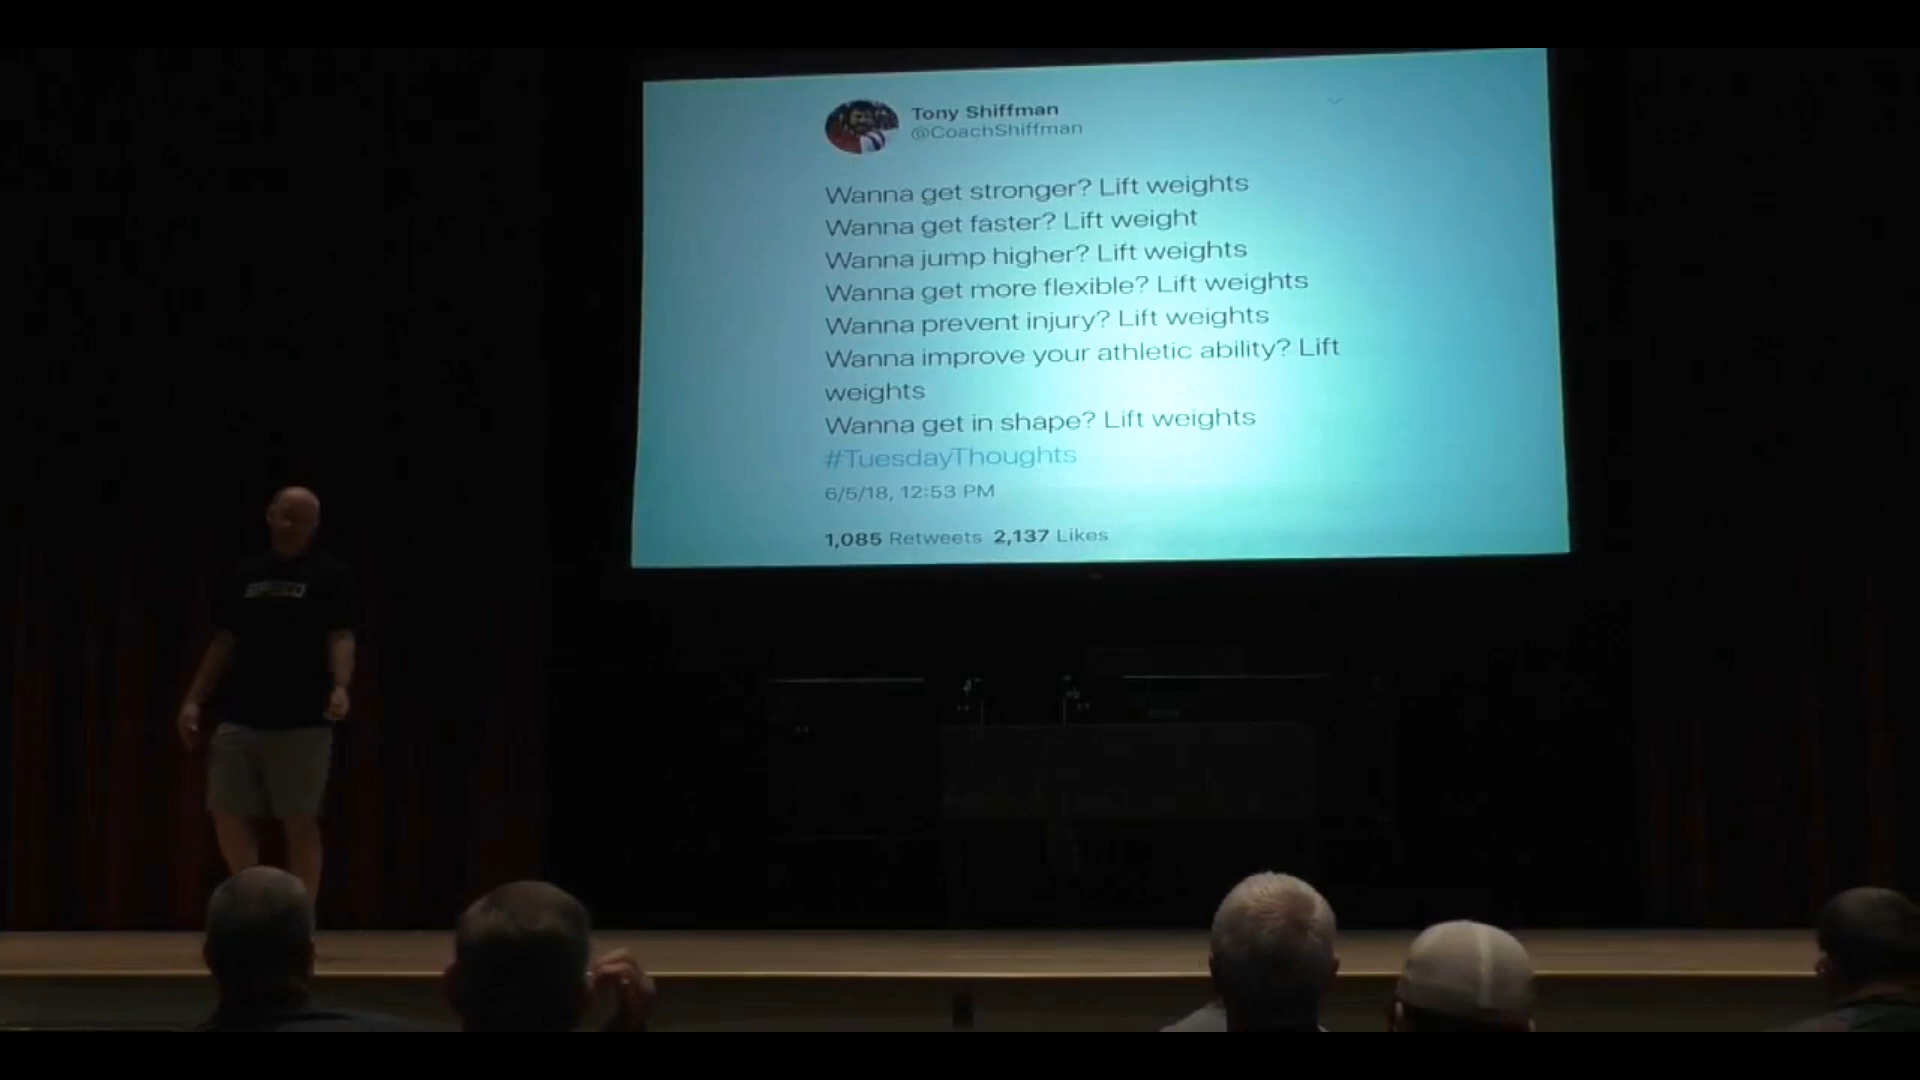 Tony Shiffman
@CoachShiffman
Wanna get stronger? Lift weights
Wanna get faster? Lift weight
Wanna jump higher? Lift weights
Wanna get more flexible? Lift weights
Wanna prevent injury? Lift weights
Wanna improve your athletic ability? Lift
weights
Wanna get in shape? Lift weights
#TuesdayThoughts
6/5/18, 12:53 PM
1,085 Retweets 2,137 Likes